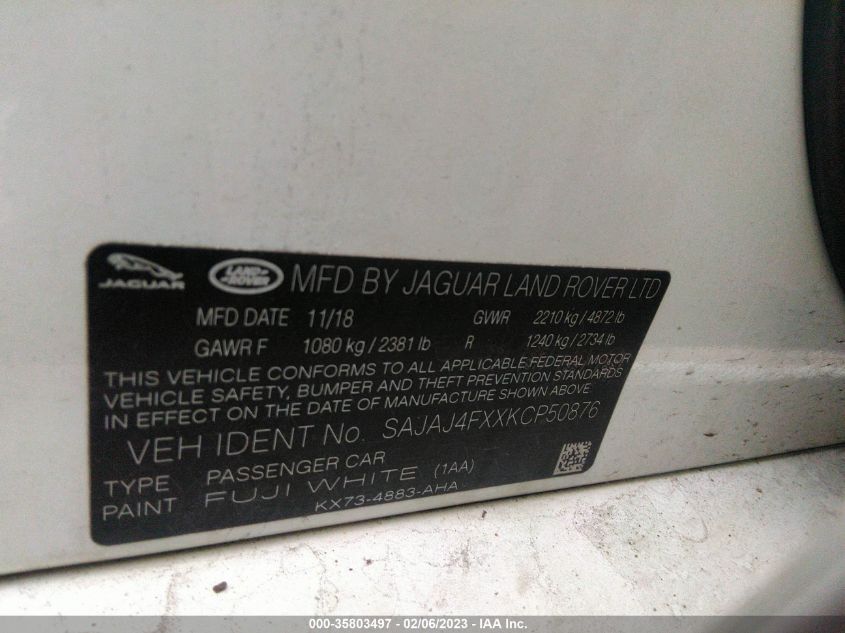 JAGUAR LAND ROVER MFD BY JAGUAR LAND ROVER LTD
MFD DATE 11/18 GVWR 2210 kg / 4872 lb
GAWR F 1080 kg / 2381 lb R 1240 kg / 2734 lb
THIS VEHICLE CONFORMS TO ALL APPLICABLE FEDERAL MOTOR
VEHICLE SAFETY, BUMPER AND THEFT PREVENTION STANDARDS
IN EFFECT ON THE DATE OF MANUFACTURE SHOWN ABOVE.
VEH IDENT No. SAJAJ4FXXKCP50876
TYPE PASSENGER CAR
PAINT FUJI WHITE (1AA)
KX73-4883-AHA
000-35803497 - 02/06/2023 - IAA Inc.